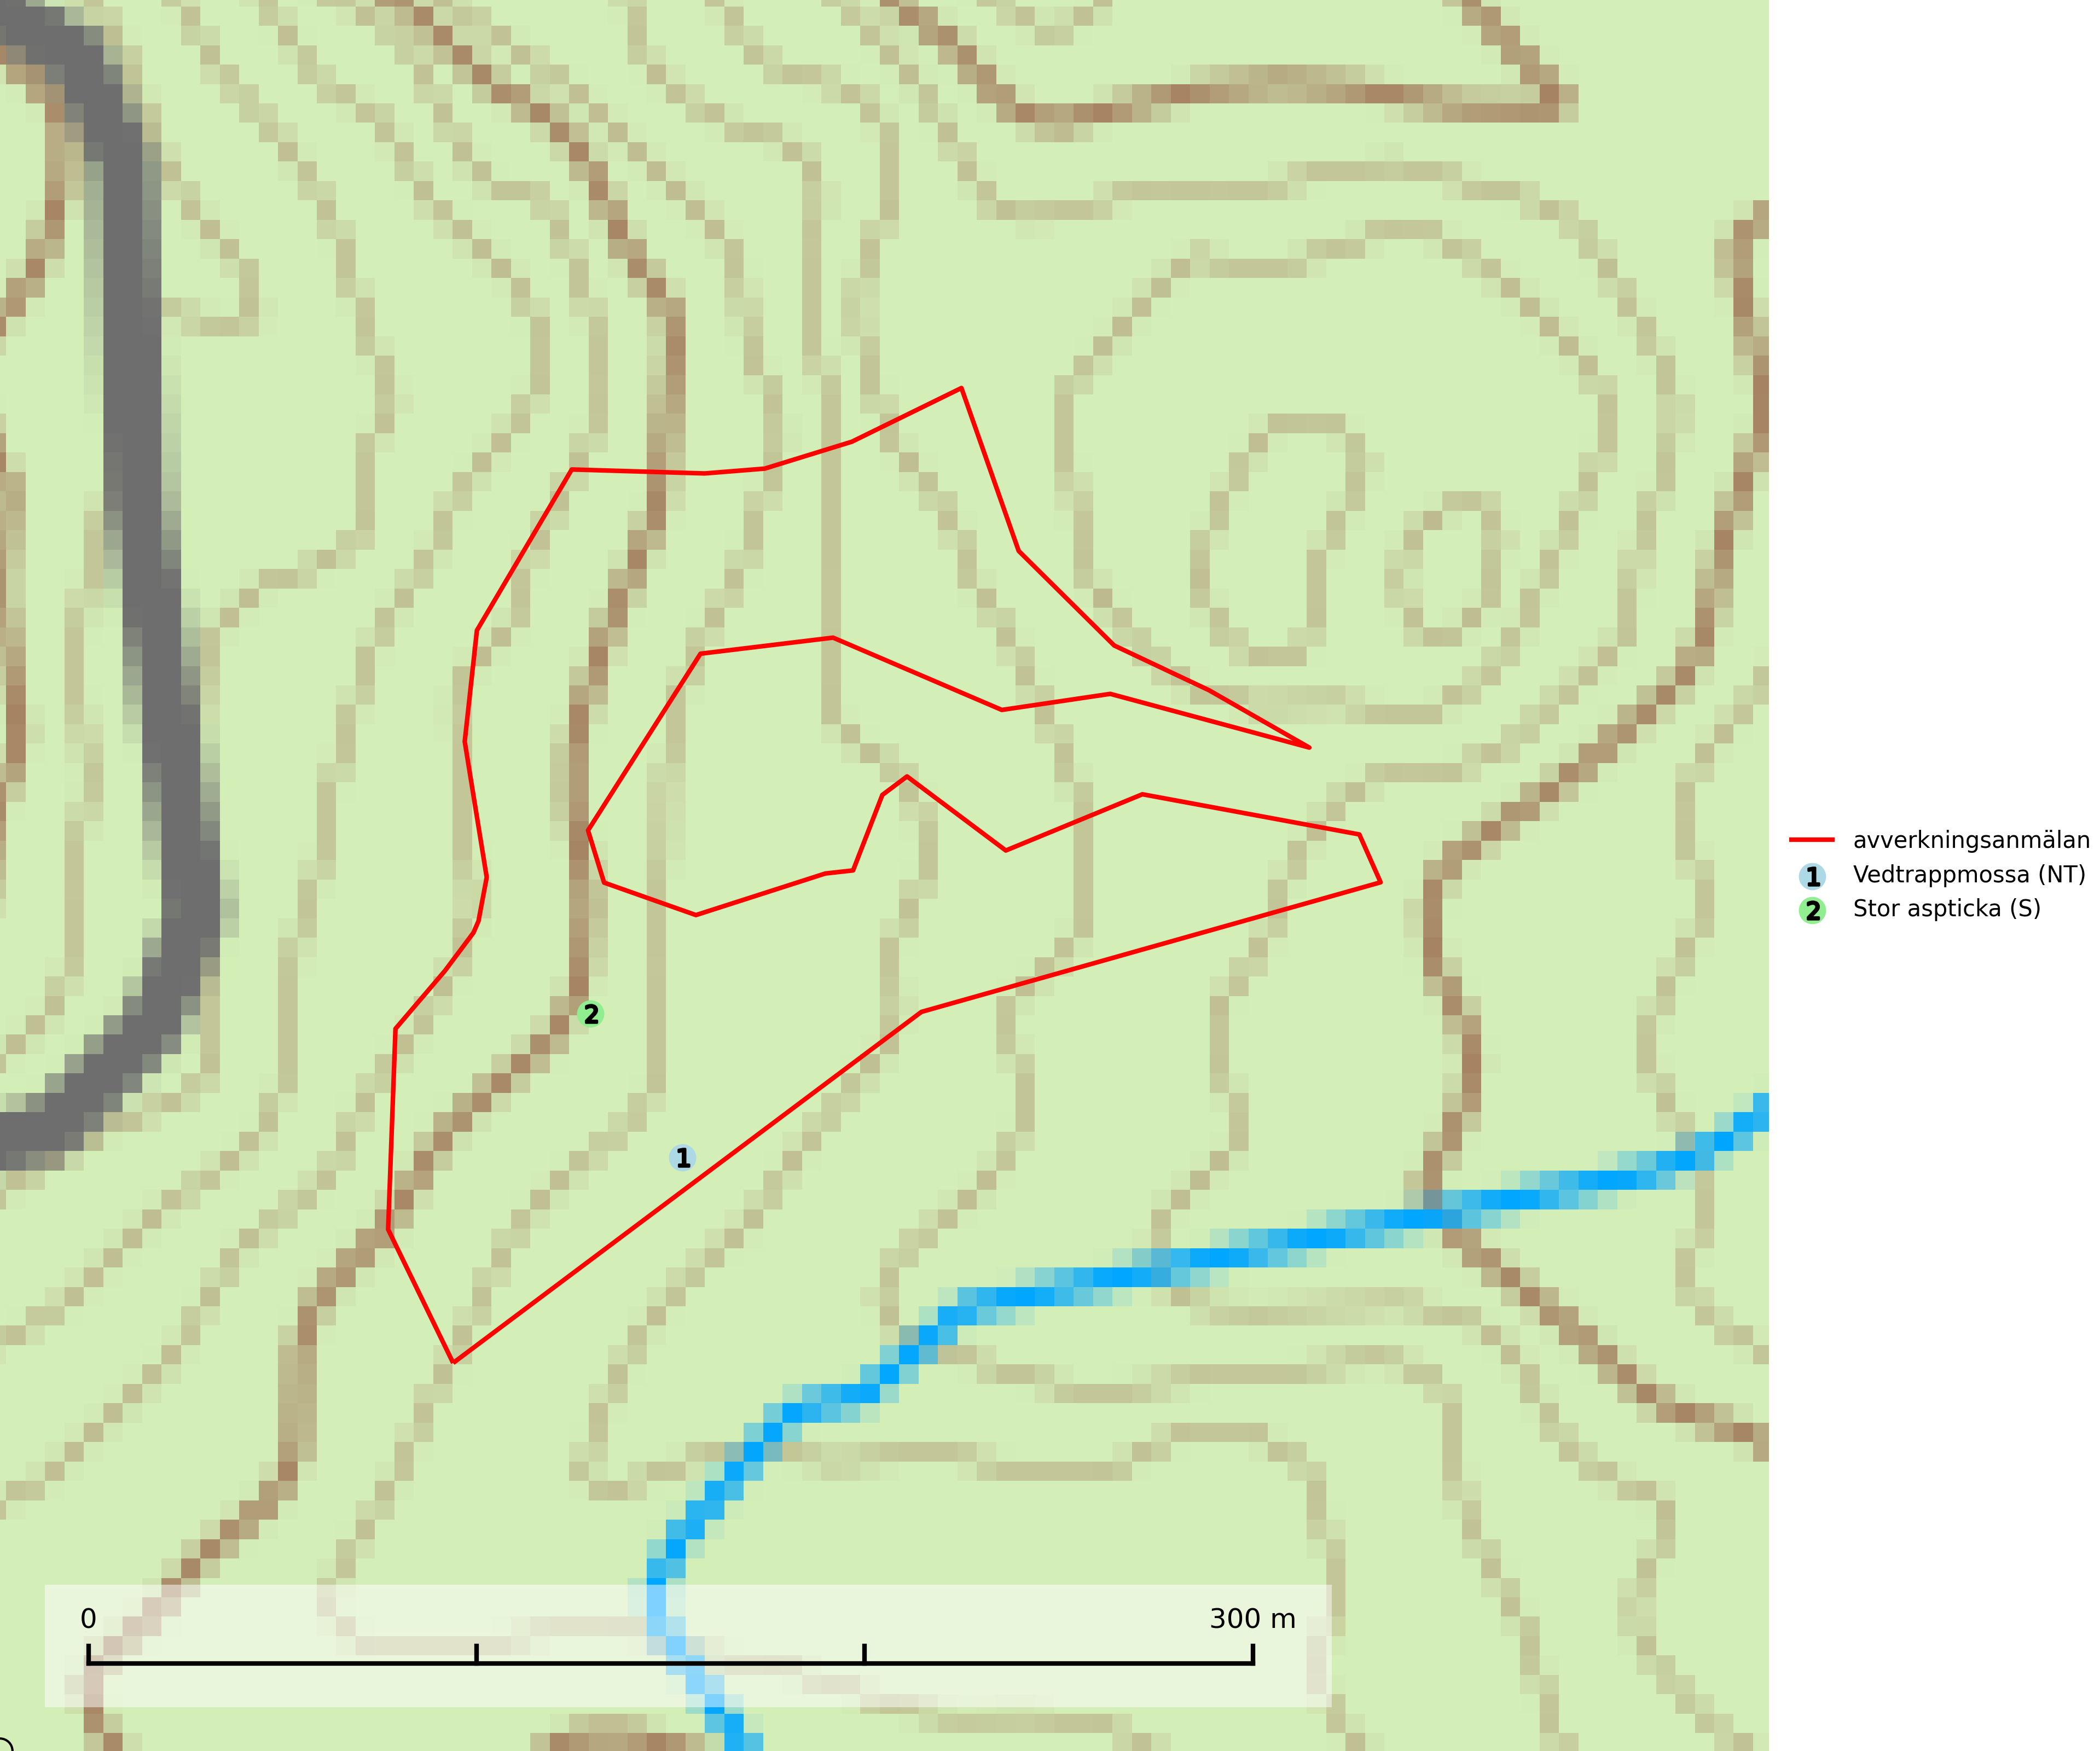 avverkningsanmälan
1 Vedtrappmossa (NT)
2 Stor aspticka (S)
2
1
0 300 m